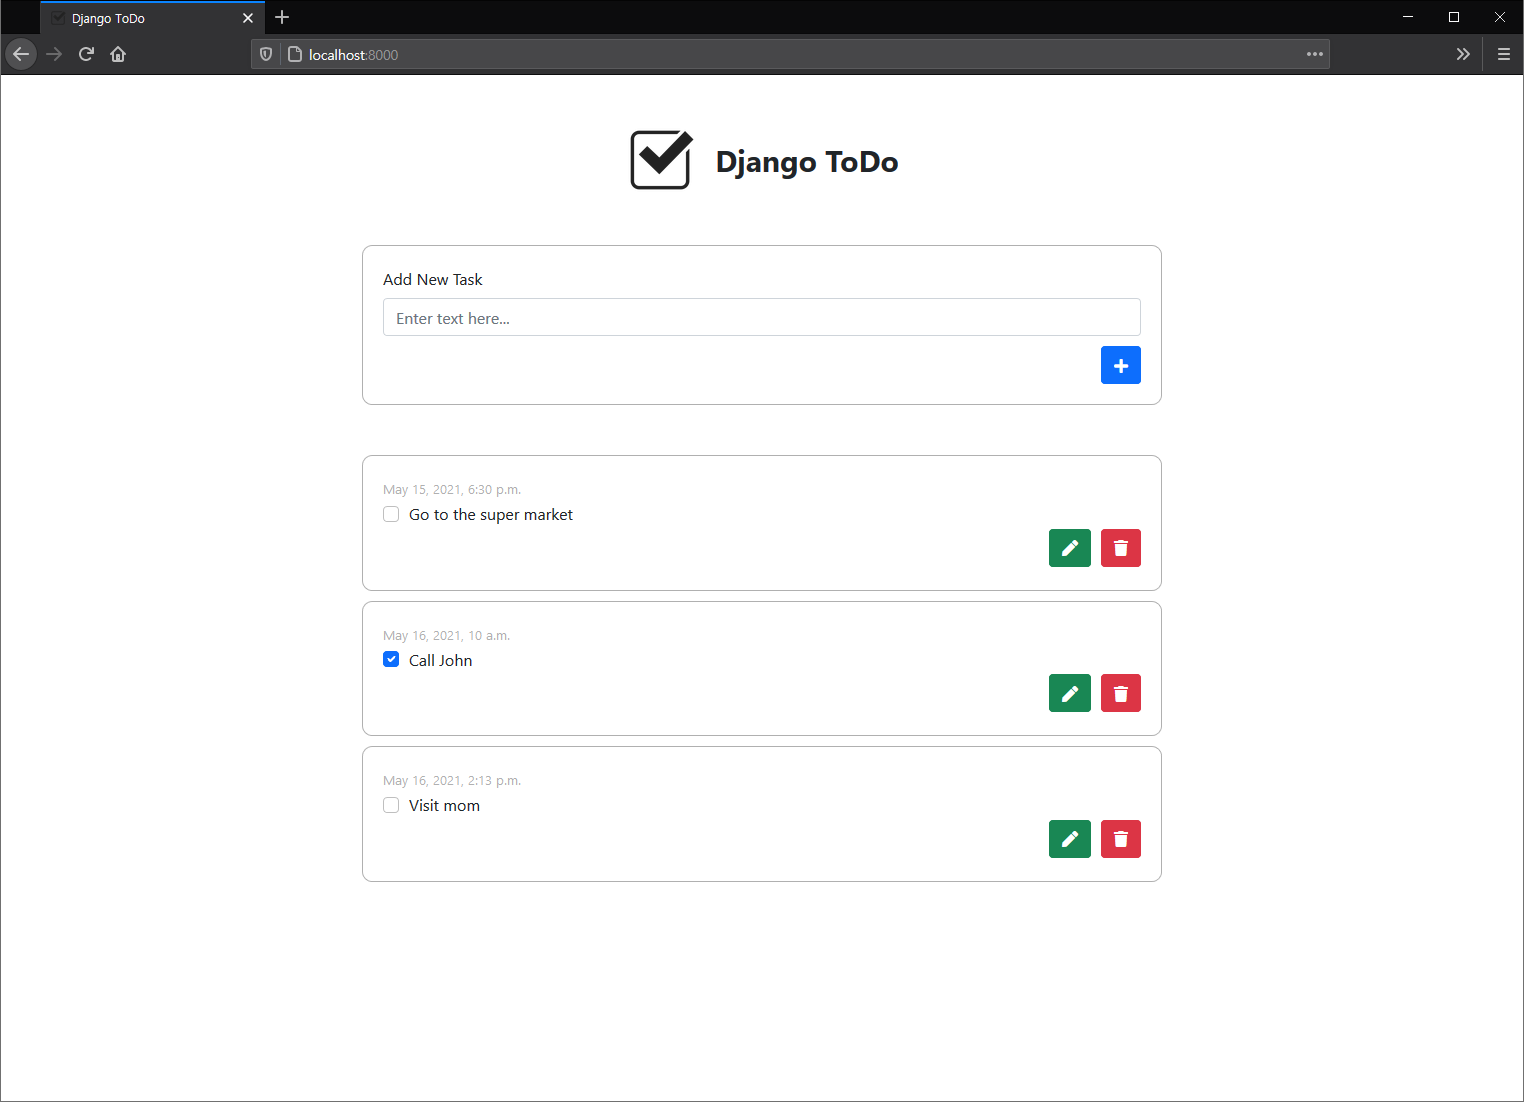 Django ToDo
localhost:8000
Django ToDo
Add New Task
Enter text here...
May 15, 2021, 6:30 p.m.
Go to the super market
May 16, 2021, 10 a.m.
Call John
May 16, 2021, 2:13 p.m.
Visit mom